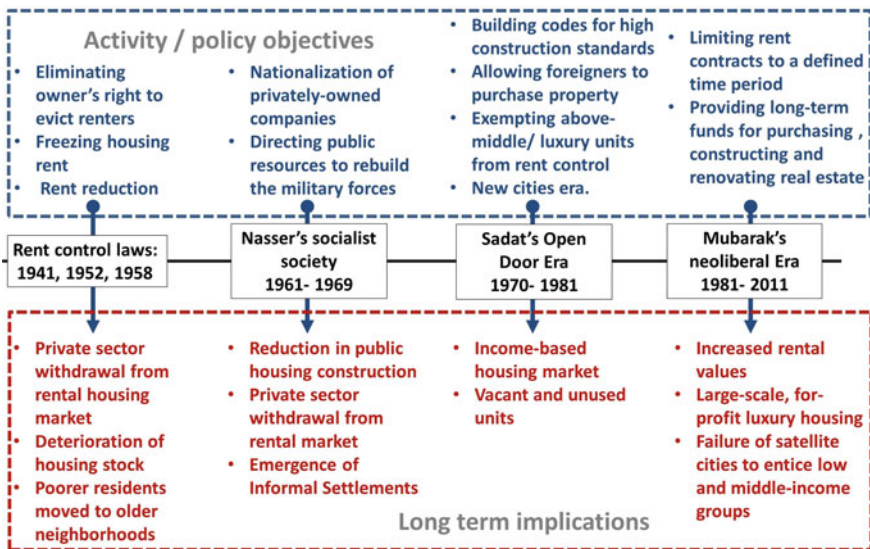 Activity / policy objectives
• Eliminating
owner's right to
evict renters
• Freezing housing
rent
• Rent reduction
• Nationalization of
privately-owned
companies
• Directing public
resources to rebuild
the military forces
• Building codes for high
construction standards
• Allowing foreigners to
purchase property
• Exempting above-
middle/ luxury units
from rent control
• New cities era.
• Limiting rent
contracts to a defined
time period
• Providing long-term
funds for purchasing ,
constructing and
renovating real estate
Rent control laws:
1941, 1952, 1958
Nasser's socialist
society
1961- 1969
Sadat's Open
Door Era
1970- 1981
Mubarak's
neoliberal Era
1981- 2011
• Private sector
withdrawal from
rental housing
market
• Deterioration of
housing stock
• Poorer residents
moved to older
neighborhoods
• Reduction in public
housing construction
• Private sector
withdrawal from
rental market
• Emergence of
Informal Settlements
• Income-based
housing market
• Vacant and unused
units
• Increased rental
values
• Large-scale, for-
profit luxury housing
• Failure of satellite
cities to entice low
and middle-income
groups
Long term implications